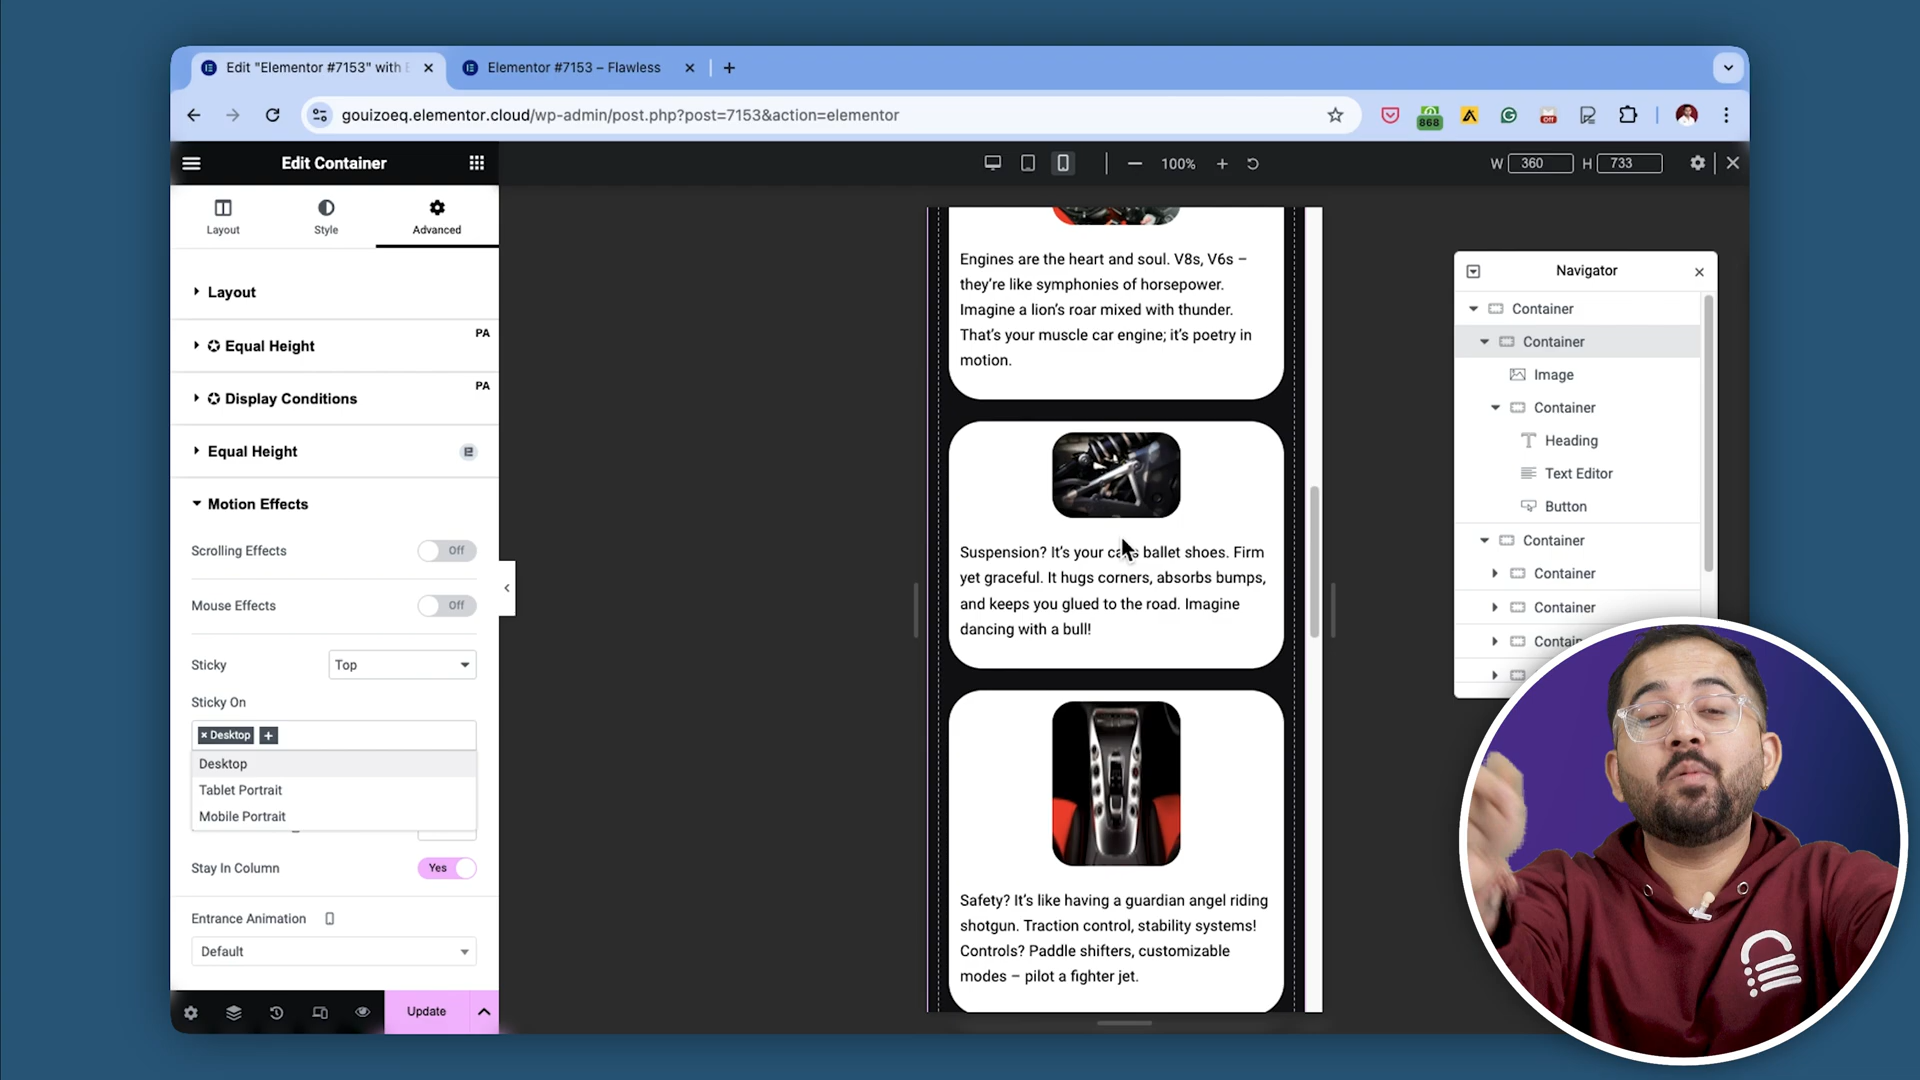 Edit "Elementor #7153" with E
Elementor #7153 – Flawless
gouizoeq.elementor.cloud/wp-admin/post.php?post=7153&action=elementor
868
Off
Edit Container
100%
W 360 H 733
Layout
Style
Advanced
Layout
PA
Equal Height
PA
Display Conditions
Equal Height
Motion Effects
Scrolling Effects
Off
Mouse Effects
Off
Sticky
Top
Sticky On
× Desktop +
Desktop
Tablet Portrait
Mobile Portrait
Stay In Column
Yes
Entrance Animation
Default
Update
Engines are the heart and soul. V8s, V6s –
they’re like symphonies of horsepower.
Imagine a lion’s roar mixed with thunder.
That’s your muscle car engine; it’s poetry in
motion.
Suspension? It’s your ballet shoes. Firm
yet graceful. It hugs corners, absorbs bumps,
and keeps you glued to the road. Imagine
dancing with a bull!
Safety? It’s like having a guardian angel riding
shotgun. Traction control, stability systems!
Controls? Paddle shifters, customizable
modes – pilot a fighter jet.
Navigator
Container
Container
Image
Container
Heading
Text Editor
Button
Container
Container
Container